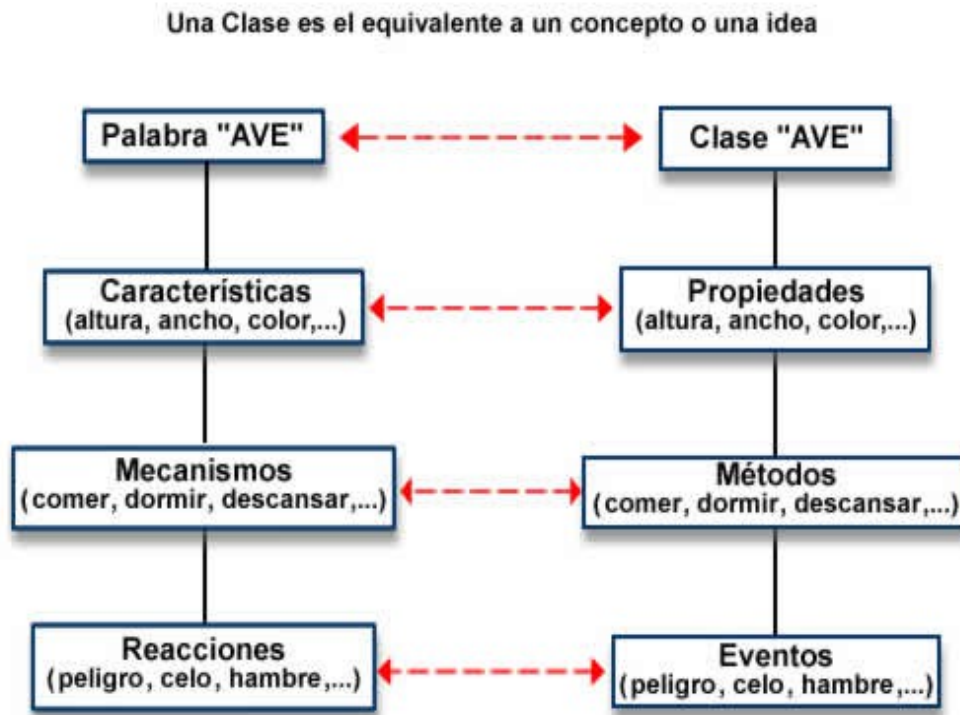 Una Clase es el equivalente a un concepto o una idea
Palabra "AVE"
Clase "AVE"
Características
(altura, ancho, color,...)
Propiedades
(altura, ancho, color,...)
Mecanismos
(comer, dormir, descansar,...)
Métodos
(comer, dormir, descansar,...)
Reacciones
(peligro, celo, hambre,...)
Eventos
(peligro, celo, hambre,...)